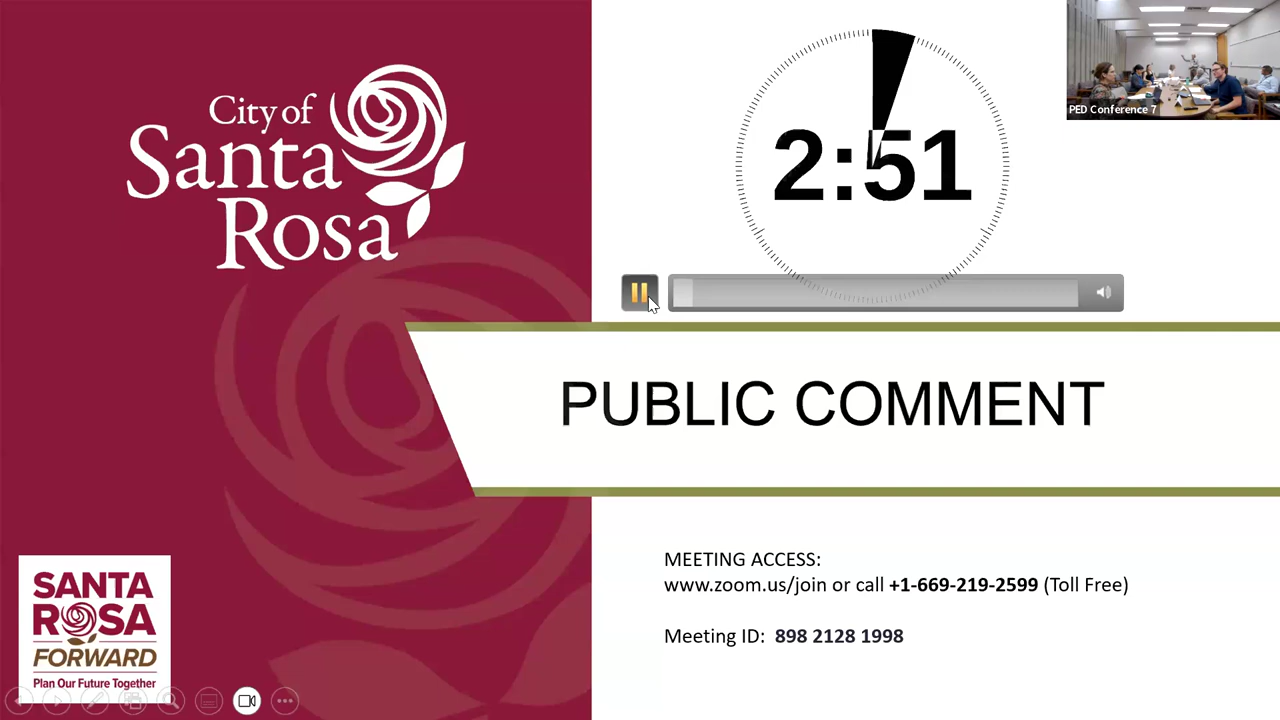 City of
Santa
Rosa
2:51
PED Conference 7
PUBLIC COMMENT
MEETING ACCESS:
www.zoom.us/join or call +1-669-219-2599 (Toll Free)
Meeting ID: 898 2128 1998
SANTA
ROSA
FORWARD
Plan Our Future Together